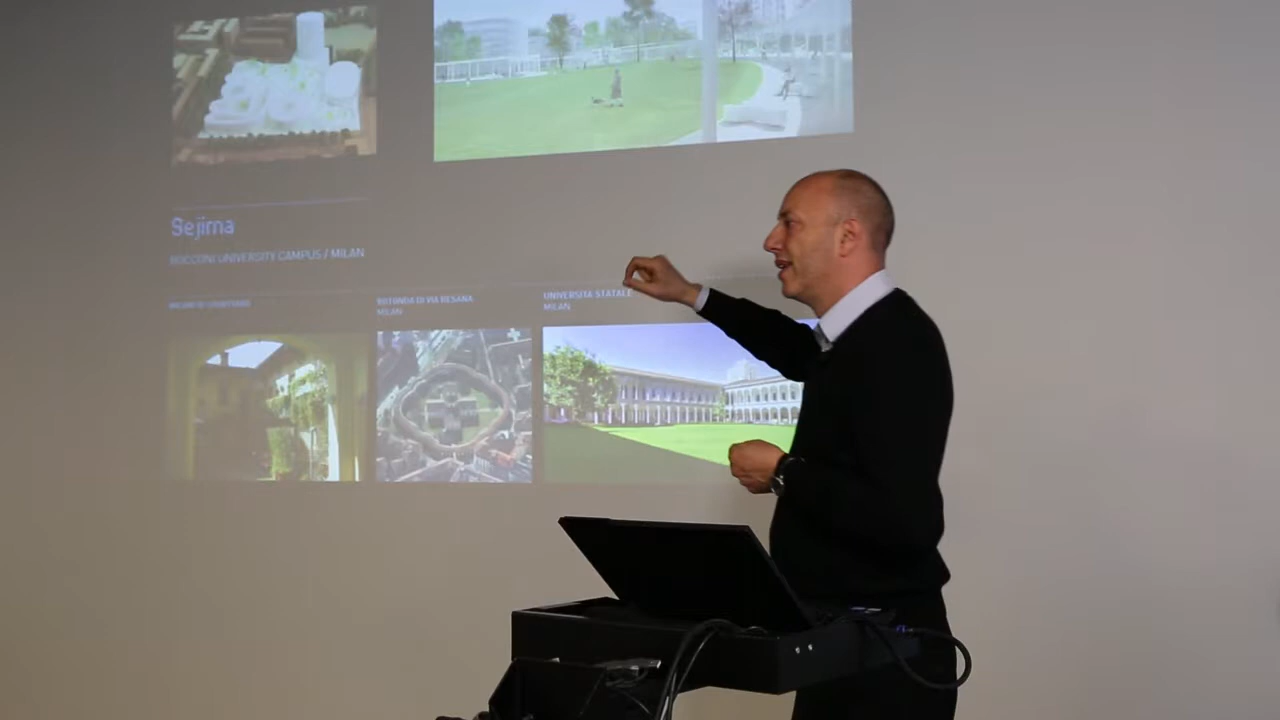 Sejima
BOCCONI UNIVERSITY CAMPUS / MILAN
ROTONDA DI VIA BESANA
MILAN
UNIVERSITA STATALE
MILAN